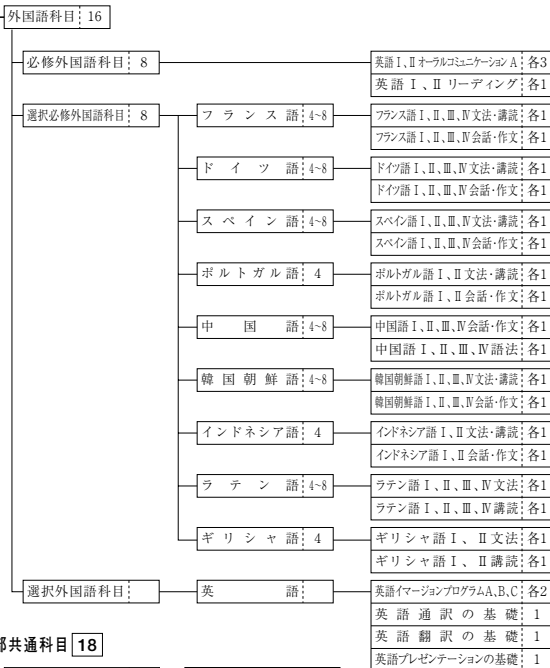 外国語科目 16
必修外国語科目 8
英語Ⅰ、Ⅱオーラルコミュニケーション A 各3
英語Ⅰ、Ⅱリーディング 各1
選択必修外国語科目 8
フランス語 4~8
フランス語Ⅰ、Ⅱ、Ⅲ、Ⅳ文法・講読 各1
フランス語Ⅰ、Ⅱ、Ⅲ、Ⅳ会話・作文 各1
ドイツ語 4~8
ドイツ語Ⅰ、Ⅱ、Ⅲ、Ⅳ文法・講読 各1
ドイツ語Ⅰ、Ⅱ、Ⅲ、Ⅳ会話・作文 各1
スペイン語 4~8
スペイン語Ⅰ、Ⅱ、Ⅲ、Ⅳ文法・講読 各1
スペイン語Ⅰ、Ⅱ、Ⅲ、Ⅳ会話・作文 各1
ポルトガル語 4
ポルトガル語Ⅰ、Ⅱ文法・講読 各1
ポルトガル語Ⅰ、Ⅱ会話・作文 各1
中国語 4~8
中国語Ⅰ、Ⅱ、Ⅲ、Ⅳ会話・作文 各1
中国語Ⅰ、Ⅱ、Ⅲ、Ⅳ語法 各1
韓国朝鮮語 4~8
韓国朝鮮語Ⅰ、Ⅱ、Ⅲ、Ⅳ文法・講読 各1
韓国朝鮮語Ⅰ、Ⅱ、Ⅲ、Ⅳ会話・作文 各1
インドネシア語 4
インドネシア語Ⅰ、Ⅱ文法・講読 各1
インドネシア語Ⅰ、Ⅱ会話・作文 各1
ラテン語 4~8
ラテン語Ⅰ、Ⅱ、Ⅲ、Ⅳ文法 各1
ラテン語Ⅰ、Ⅱ、Ⅲ、Ⅳ講読 各1
ギリシャ語 4
ギリシャ語Ⅰ、Ⅱ文法 各1
ギリシャ語Ⅰ、Ⅱ講読 各1
選択外国語科目
英語
英語イマージョンプログラムA、B、C 各2
英語通訳の基礎 1
英語翻訳の基礎 1
英語プレゼンテーションの基礎 1
部共通科目 18